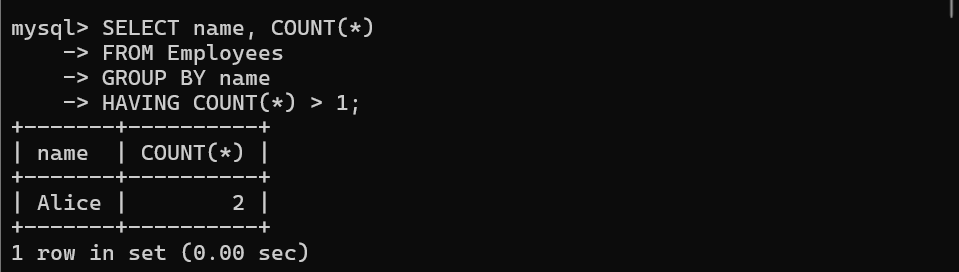 mysql> SELECT name, COUNT(*)
    -> FROM Employees
    -> GROUP BY name
    -> HAVING COUNT(*) > 1;
+-------+----------+
| name  | COUNT(*) |
+-------+----------+
| Alice |        2 |
+-------+----------+
1 row in set (0.00 sec)